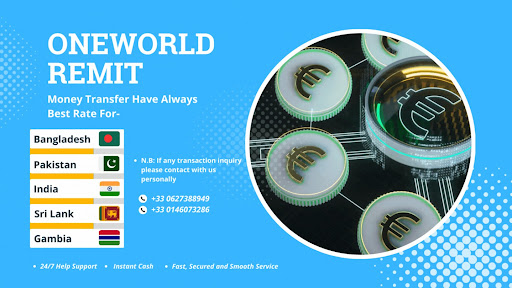 ONEWORLD
REMIT
Money Transfer Have Always
Best Rate For-
Bangladesh
Pakistan
India
Sri Lank
Gambia
• N.B: If any transaction inquiry
please contact with us
personally
+33 0627388949
+33 0146073286
• 24/7 Help Support • Instant Cash • Fast, Secured and Smooth Service